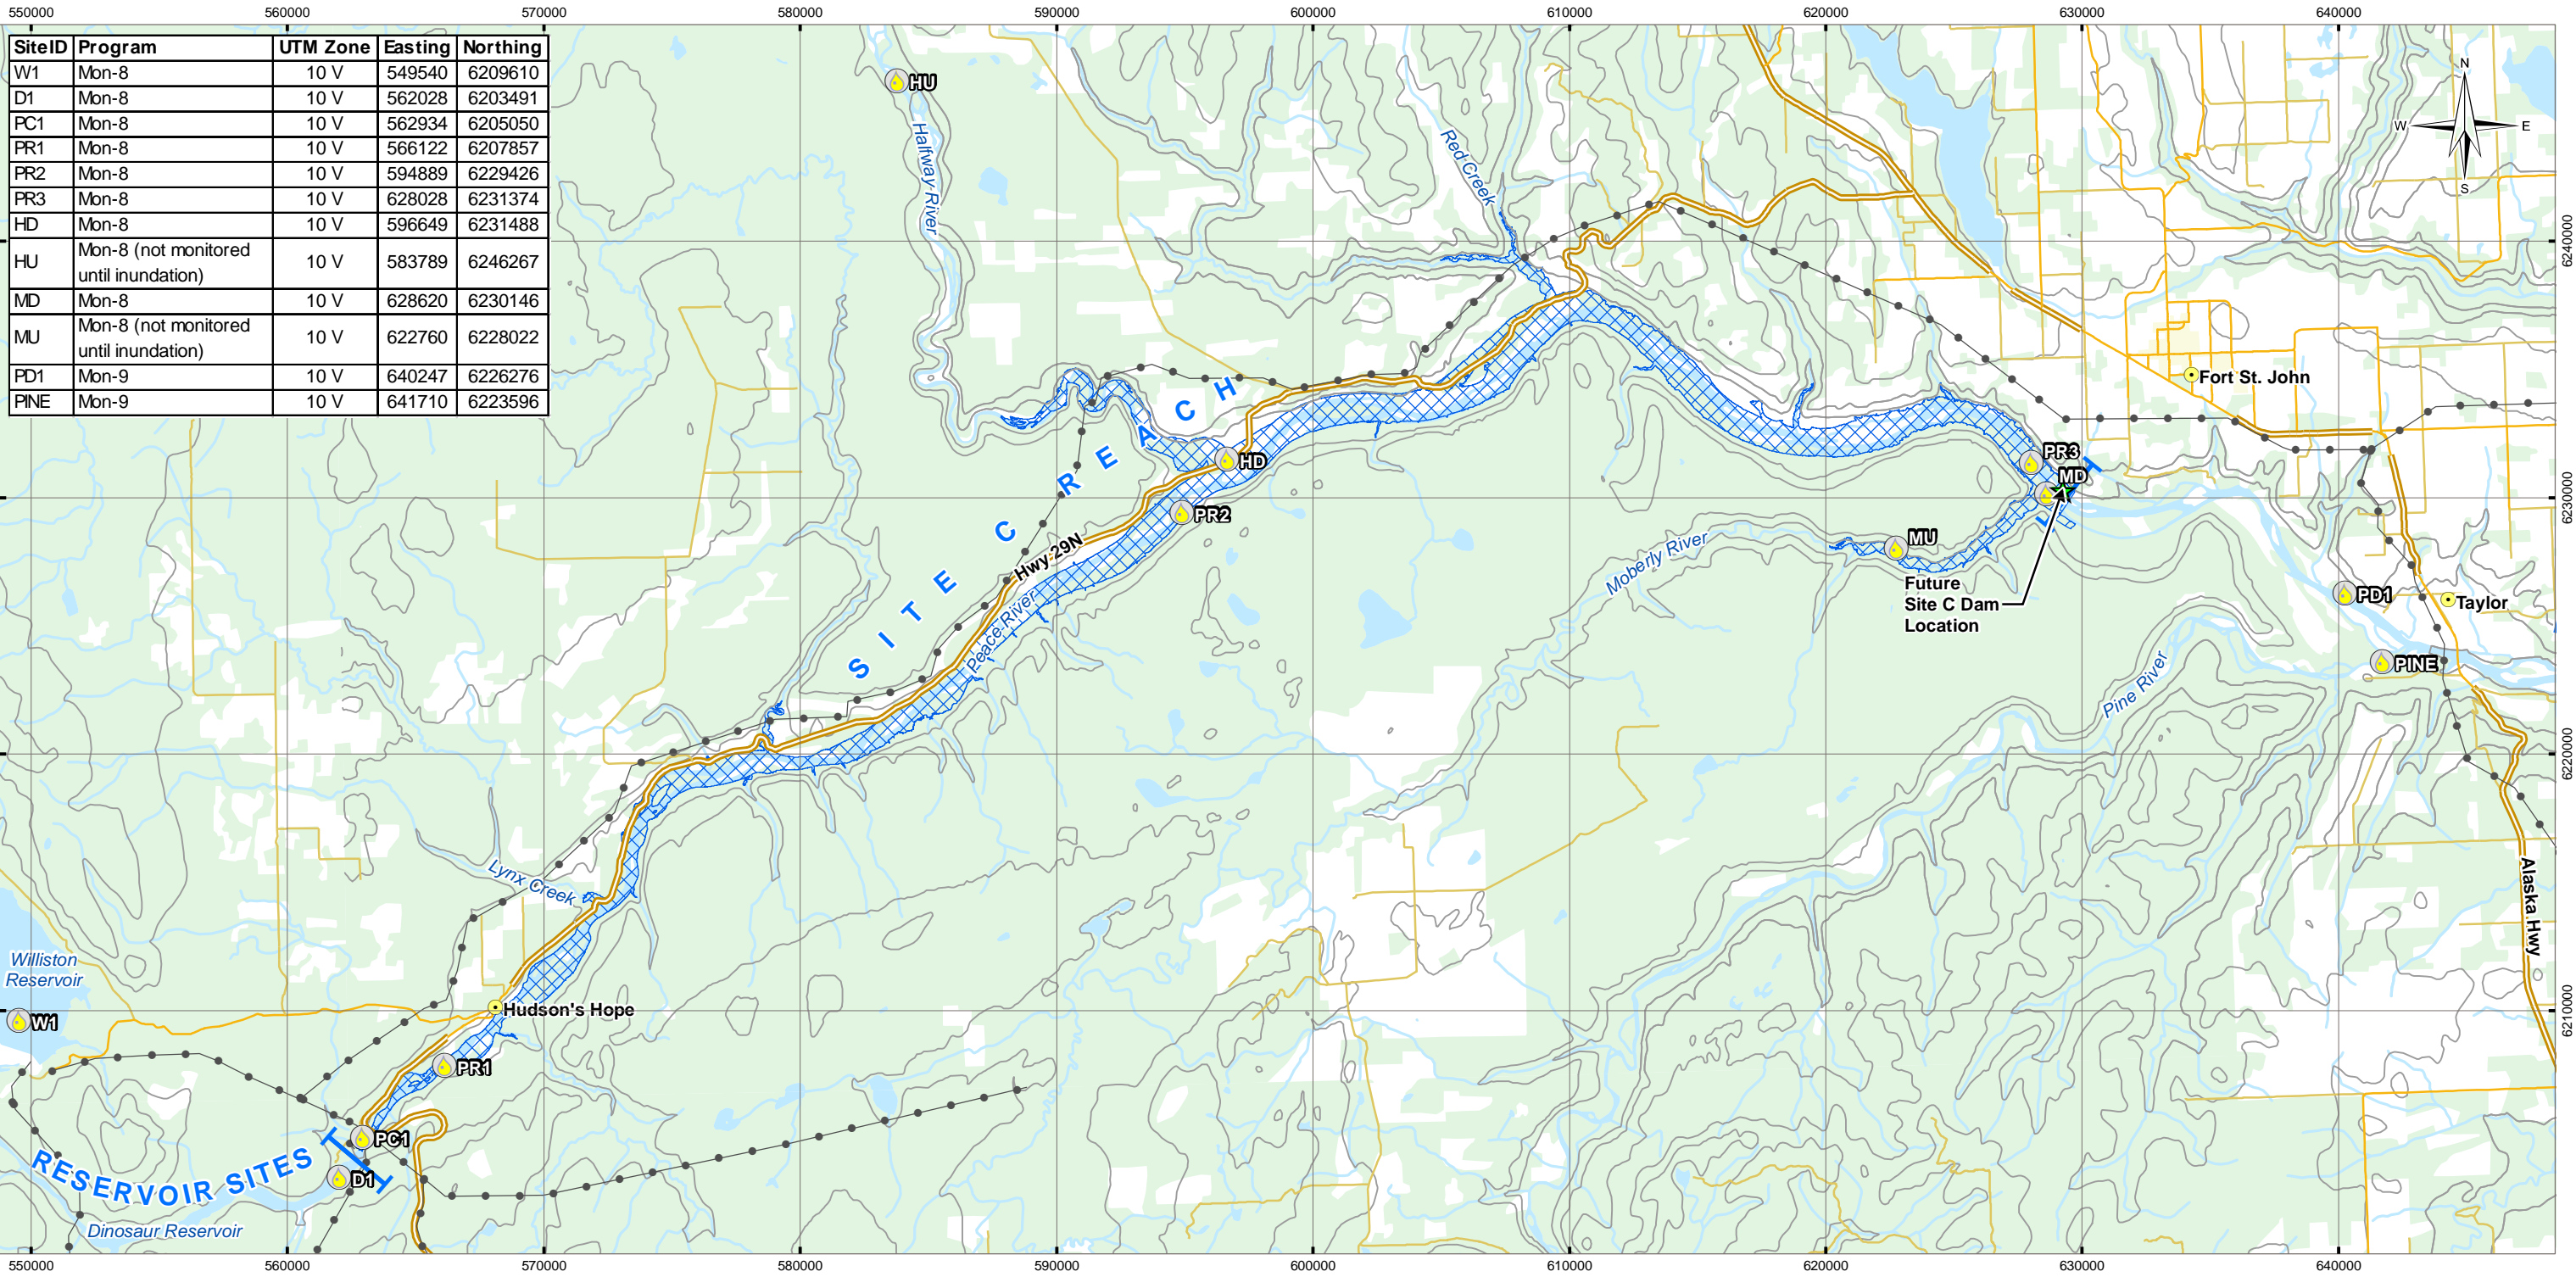 550000 560000 570000 580000 590000 600000 610000 620000 630000 640000
SiteID Program UTM Zone Easting Northing
W1 Mon-8 10 V 549540 6209610
D1 Mon-8 10 V 562028 6203491
PC1 Mon-8 10 V 562934 6205050
PR1 Mon-8 10 V 566122 6207857
PR2 Mon-8 10 V 594889 6229426
PR3 Mon-8 10 V 628028 6231374
HD Mon-8 10 V 596649 6231488
HU Mon-8 (not monitored
until inundation) 10 V 583789 6246267
MD Mon-8 10 V 628620 6230146
MU Mon-8 (not monitored
until inundation) 10 V 622760 6228022
PD1 Mon-9 10 V 640247 6226276
PINE Mon-9 10 V 641710 6223596
N
W E
S
HU
Halfway River
Red Creek
6240000
Fort St. John
SITE C REACH
HD
PR3
MD
6230000
PR2
Hwy 29N
MU
Moberly River
Future
Site C Dam
Location
PD1
Taylor
Peace River
PINE
Pine River
6220000
Lynx Creek
Alaska Hwy
Williston
Reservoir
W1
Hudson's Hope
6210000
PR1
PC1
RESERVOIR SITES
D1
Dinosaur Reservoir
550000 560000 570000 580000 590000 600000 610000 620000 630000 640000